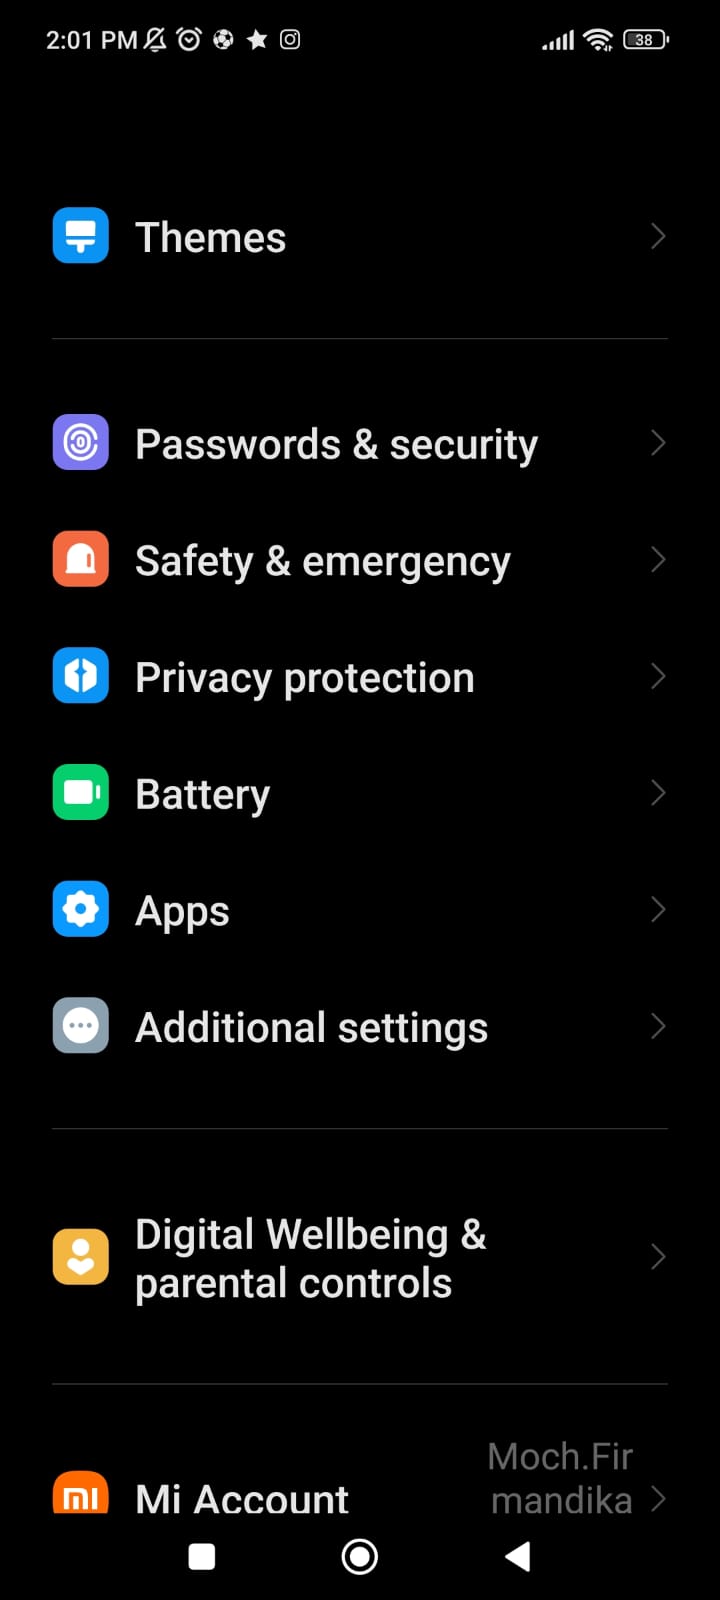 2:01 PM
38
Themes
Passwords & security
Safety & emergency
Privacy protection
Battery
Apps
Additional settings
Digital Wellbeing &
parental controls
Mi Account
Moch.Fir
mandika